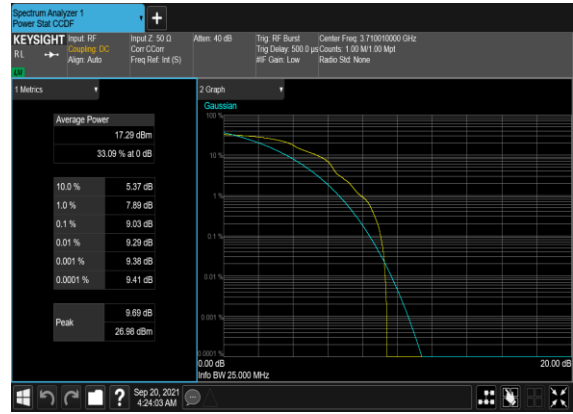 Spectrum Analyzer 1
Power Stat CCDF
KEYSIGHT
RL
Input: RF
Coupling: DC
Align: Auto
Input Z: 50 Ω
Corr CCorr
Freq Ref: Int (S)
Atten: 40 dB
Trig: RF Burst
Trig Delay: 500.0 µs
#IF Gain: Low
Center Freq: 3.710010000 GHz
Counts: 1.00 M/1.00 Mpt
Radio Std: None
1 Metrics
Average Power
17.29 dBm
33.09 % at 0 dB
10.0 % 5.37 dB
1.0 % 7.89 dB
0.1 % 9.03 dB
0.01 % 9.29 dB
0.001 % 9.38 dB
0.0001 % 9.41 dB
Peak
9.69 dB
26.98 dBm
2 Graph
Gaussian
100 %
10 %
1 %
0.1 %
0.01 %
0.001 %
0.0001 %
0.00 dB
20.00 dB
Info BW 25.000 MHz
?
Sep 20, 2021
4:24:03 AM